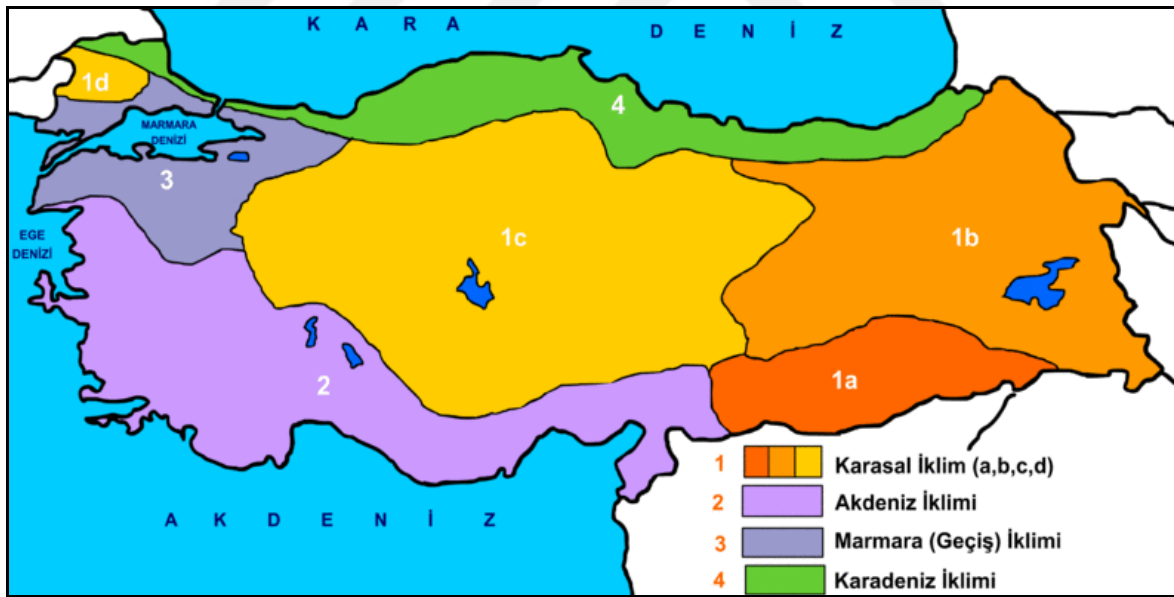 K A R A D E N İ Z
1d
4
MARMARA
DENİZİ
3
EGE
DENİZİ
1c
1b
2
1a
1 Karasal İklim (a,b,c,d)
2 Akdeniz İklimi
3 Marmara (Geçiş) İklimi
4 Karadeniz İklimi
A K D E N İ Z